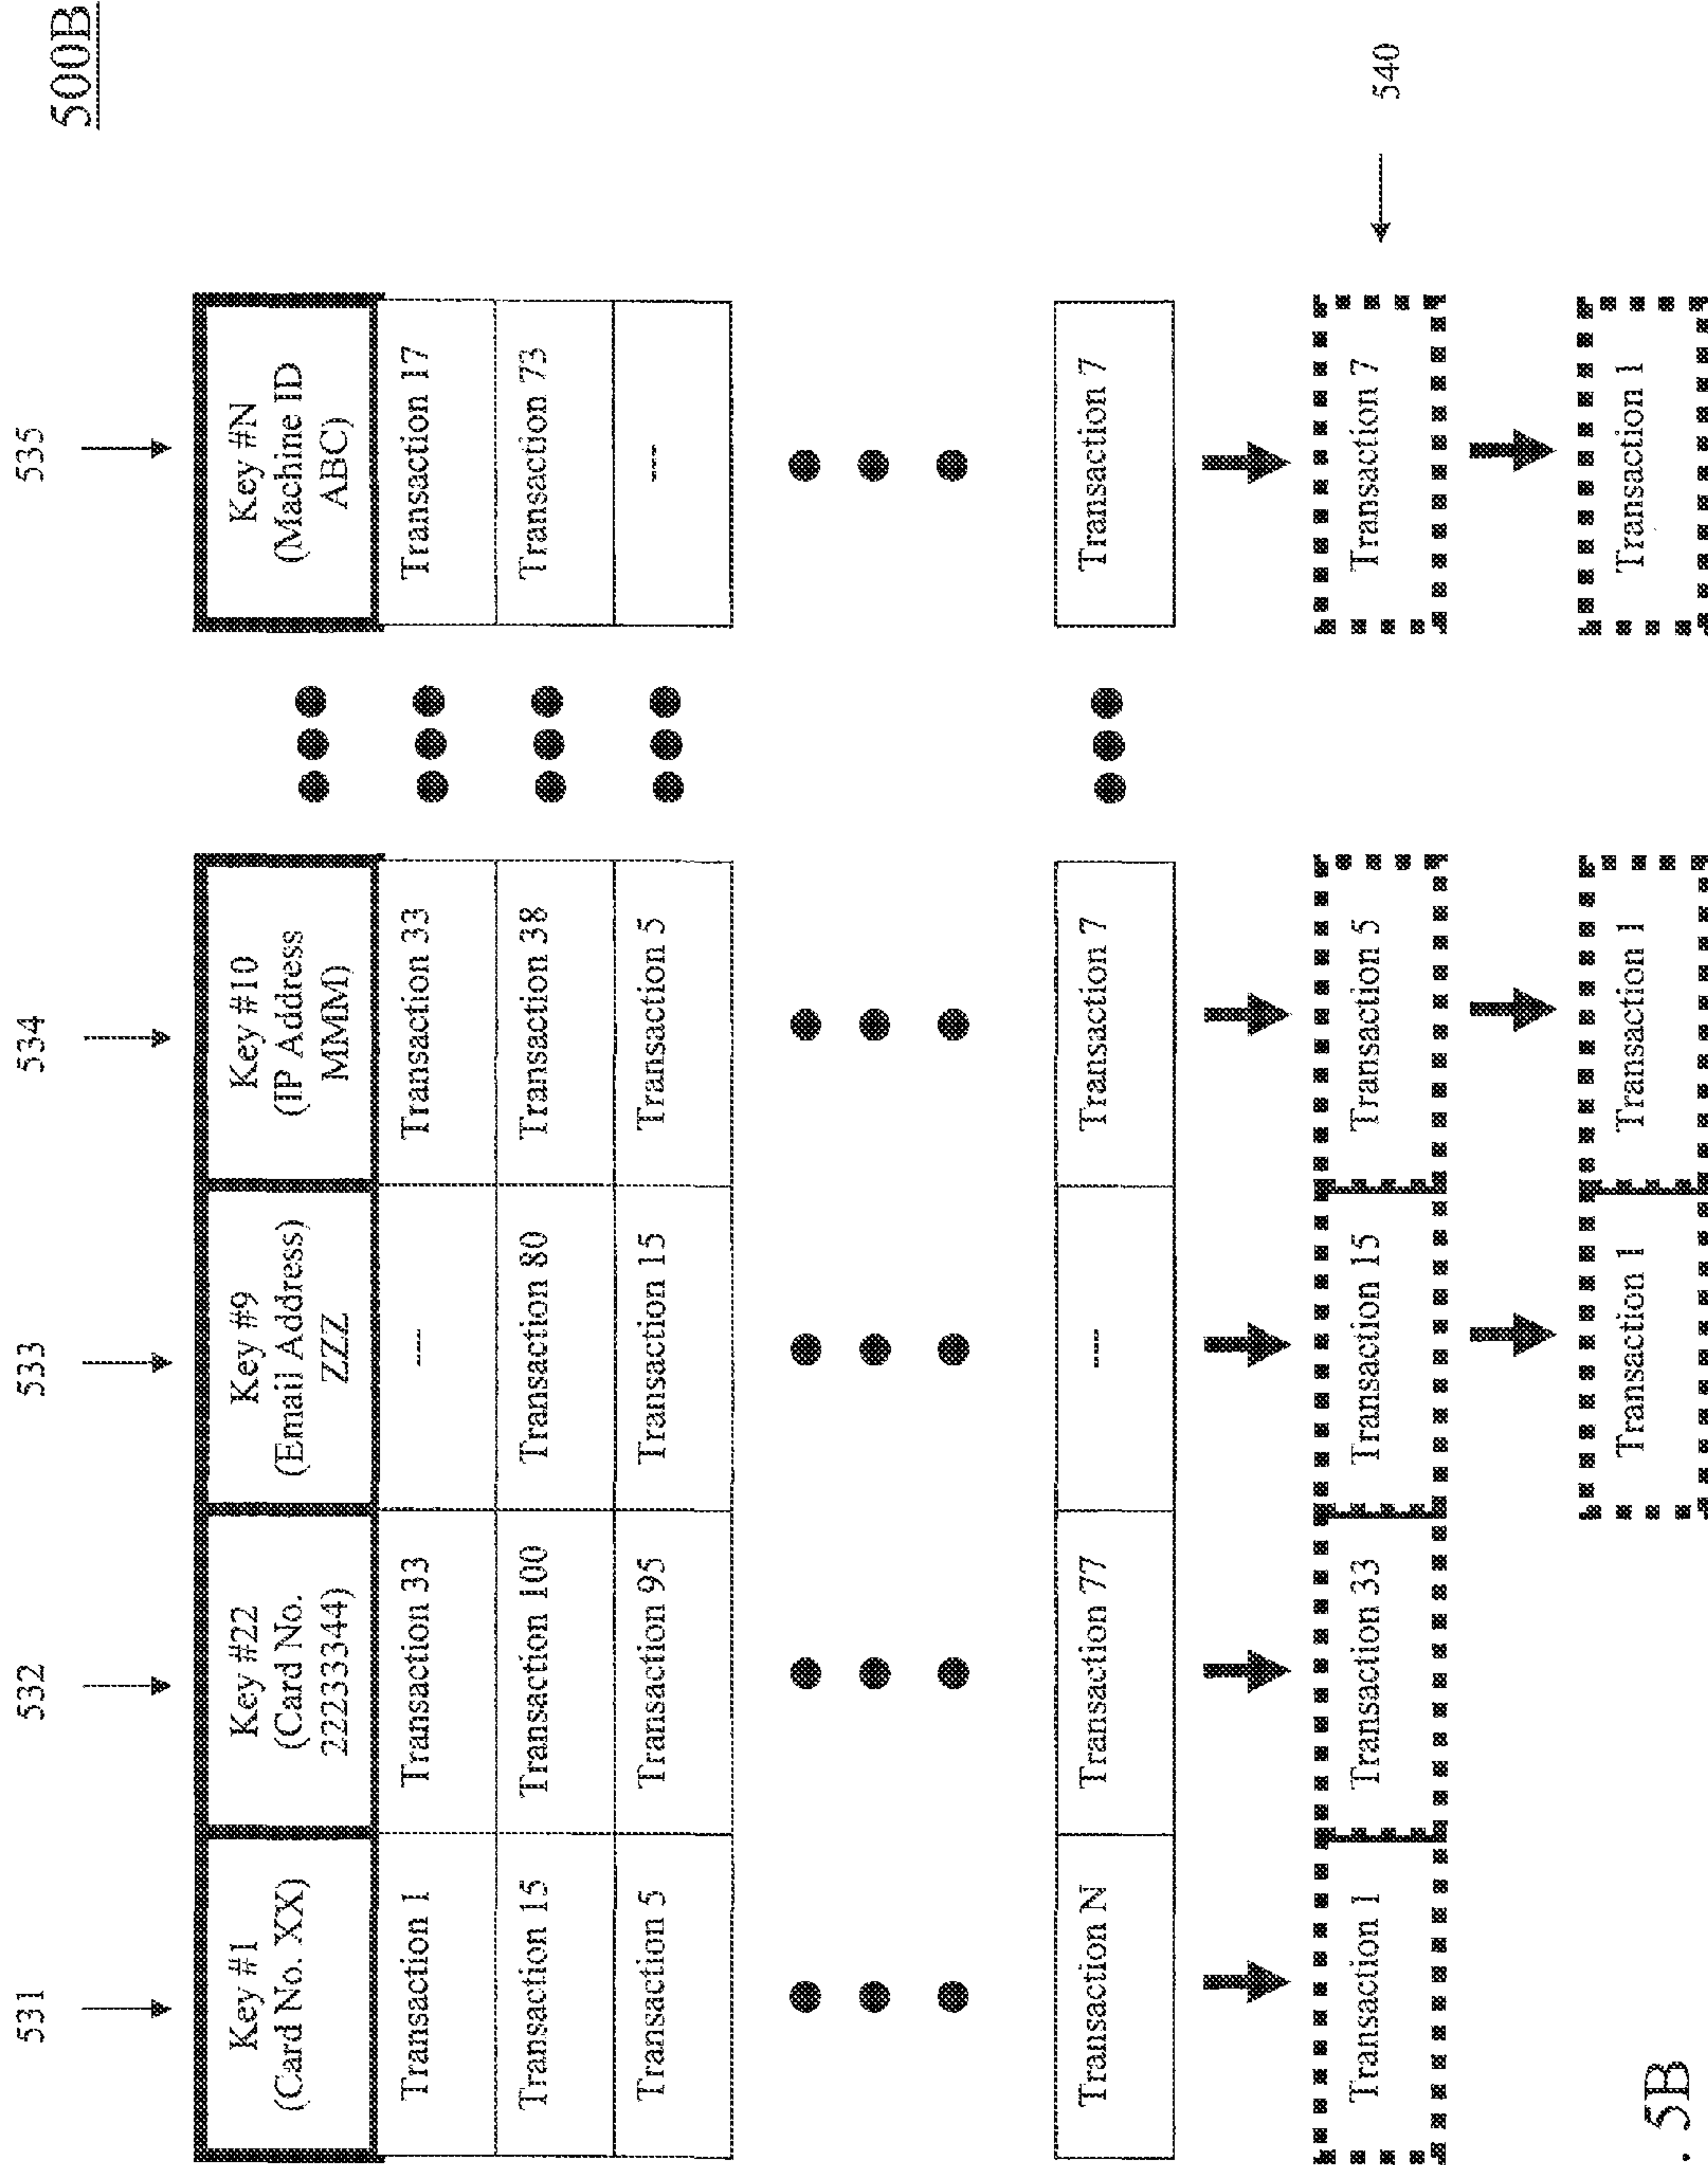 500B
531
532
533
534
535
Key #1
(Card No. XX)
Key #22
(Card No.
22233344)
Key #9
(Email Address)
ZZZ
Key #10
(IP Address
MMM)
Key #N
(Machine ID
ABC)
Transaction 1
Transaction 33
---
Transaction 33
Transaction 17
Transaction 15
Transaction 100
Transaction 80
Transaction 38
Transaction 73
Transaction 5
Transaction 95
Transaction 15
Transaction 5
---
Transaction N
Transaction 77
---
Transaction 7
Transaction 7
Transaction 1
Transaction 33
Transaction 15
Transaction 5
Transaction 7
540
Transaction 1
Transaction 1
Transaction 1
. 5B